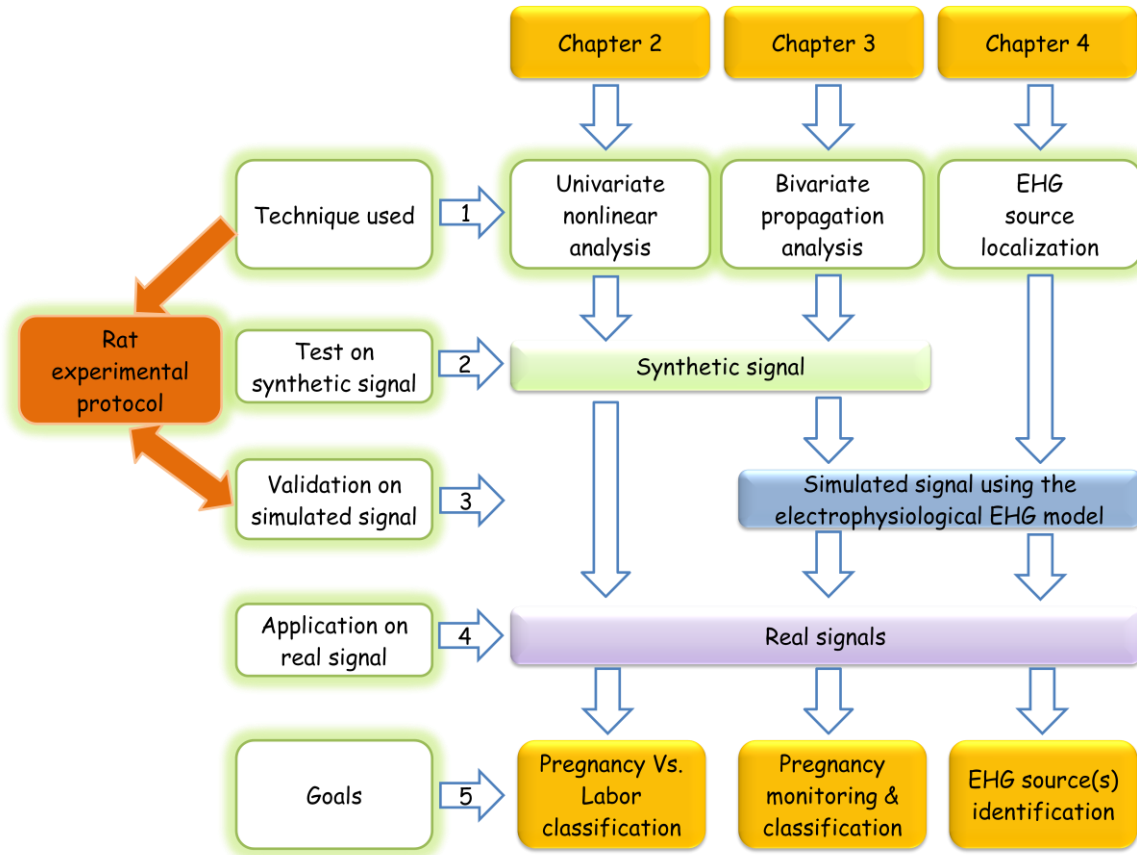 Chapter 2
Chapter 3
Chapter 4
Technique used
1
Univariate
nonlinear
analysis
Bivariate
propagation
analysis
EHG
source
localization
Rat
experimental
protocol
Test on
synthetic signal
2
Synthetic signal
Validation on
simulated signal
3
Simulated signal using the
electrophysiological EHG model
Application on
real signal
4
Real signals
Goals
5
Pregnancy Vs.
Labor
classification
Pregnancy
monitoring &
classification
EHG source(s)
identification